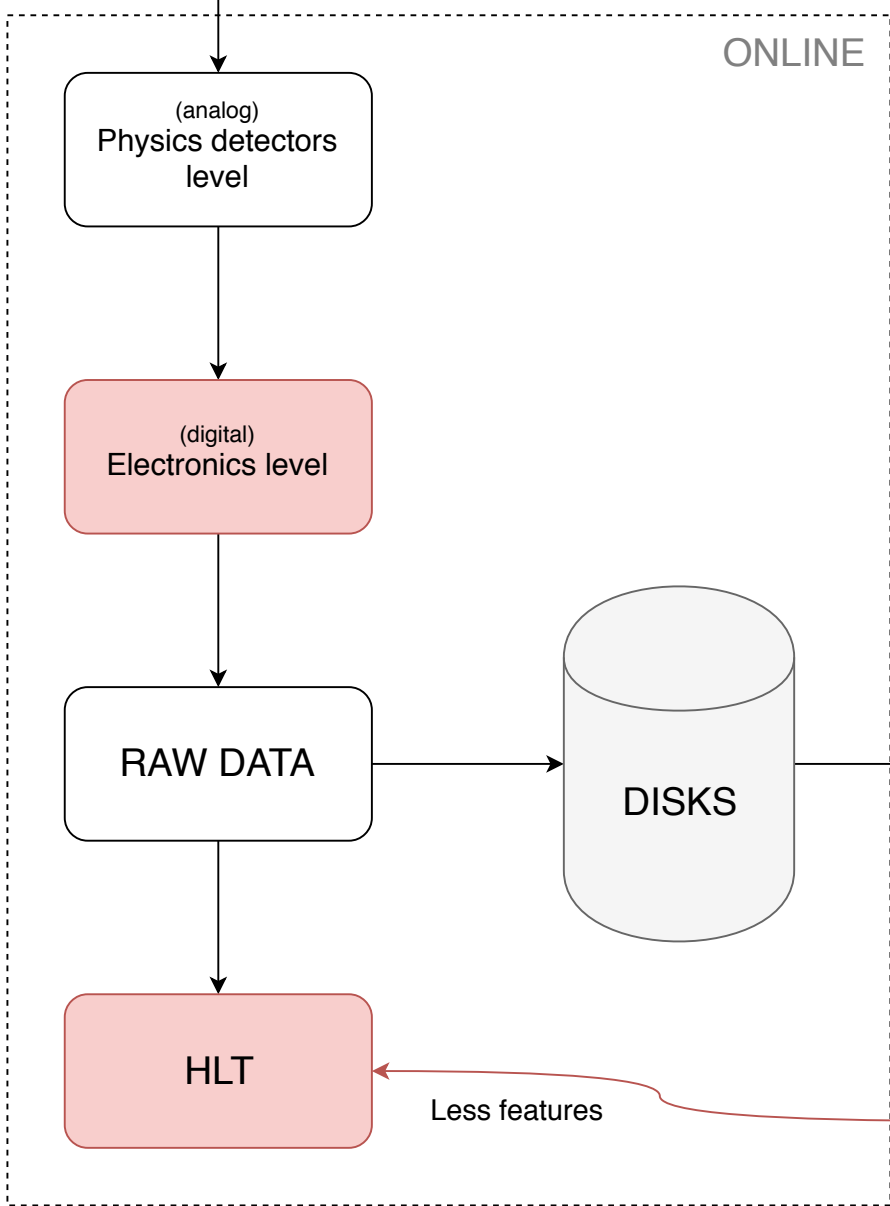 ONLINE
(analog)
Physics detectors
level
(digital)
Electronics level
RAW DATA
DISKS
HLT
Less features